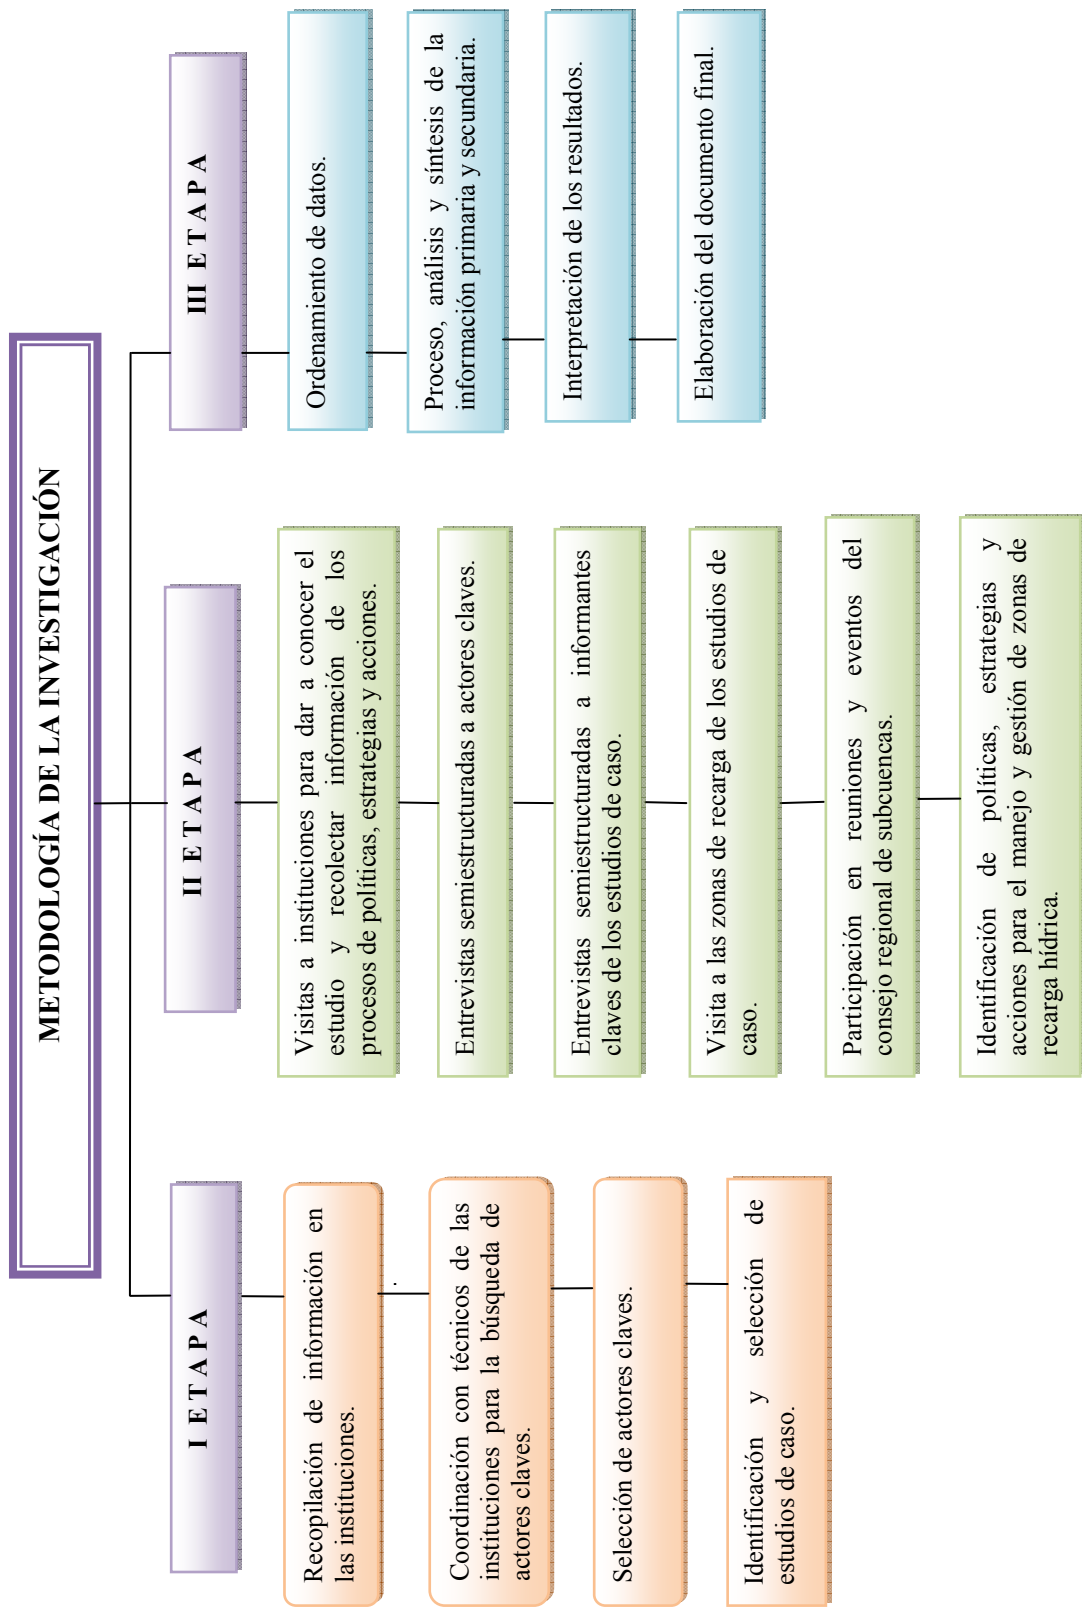 METODOLOGÍA DE LA INVESTIGACIÓN
I E T A P A
Recopilación de información en
las instituciones.
Coordinación con técnicos de las
instituciones para la búsqueda de
actores claves.
Selección de actores claves.
Identificación y selección de
estudios de caso.
II E T A P A
Visitas a instituciones para dar a conocer el
estudio y recolectar información de los
procesos de políticas, estrategias y acciones.
Entrevistas semiestructuradas a actores claves.
Entrevistas semiestructuradas a informantes
claves de los estudios de caso.
Visita a las zonas de recarga de los estudios de
caso.
Participación en reuniones y eventos del
consejo regional de subcuencas.
Identificación de políticas, estrategias y
acciones para el manejo y gestión de zonas de
recarga hídrica.
III E T A P A
Ordenamiento de datos.
Proceso, análisis y síntesis de la
información primaria y secundaria.
Interpretación de los resultados.
Elaboración del documento final.